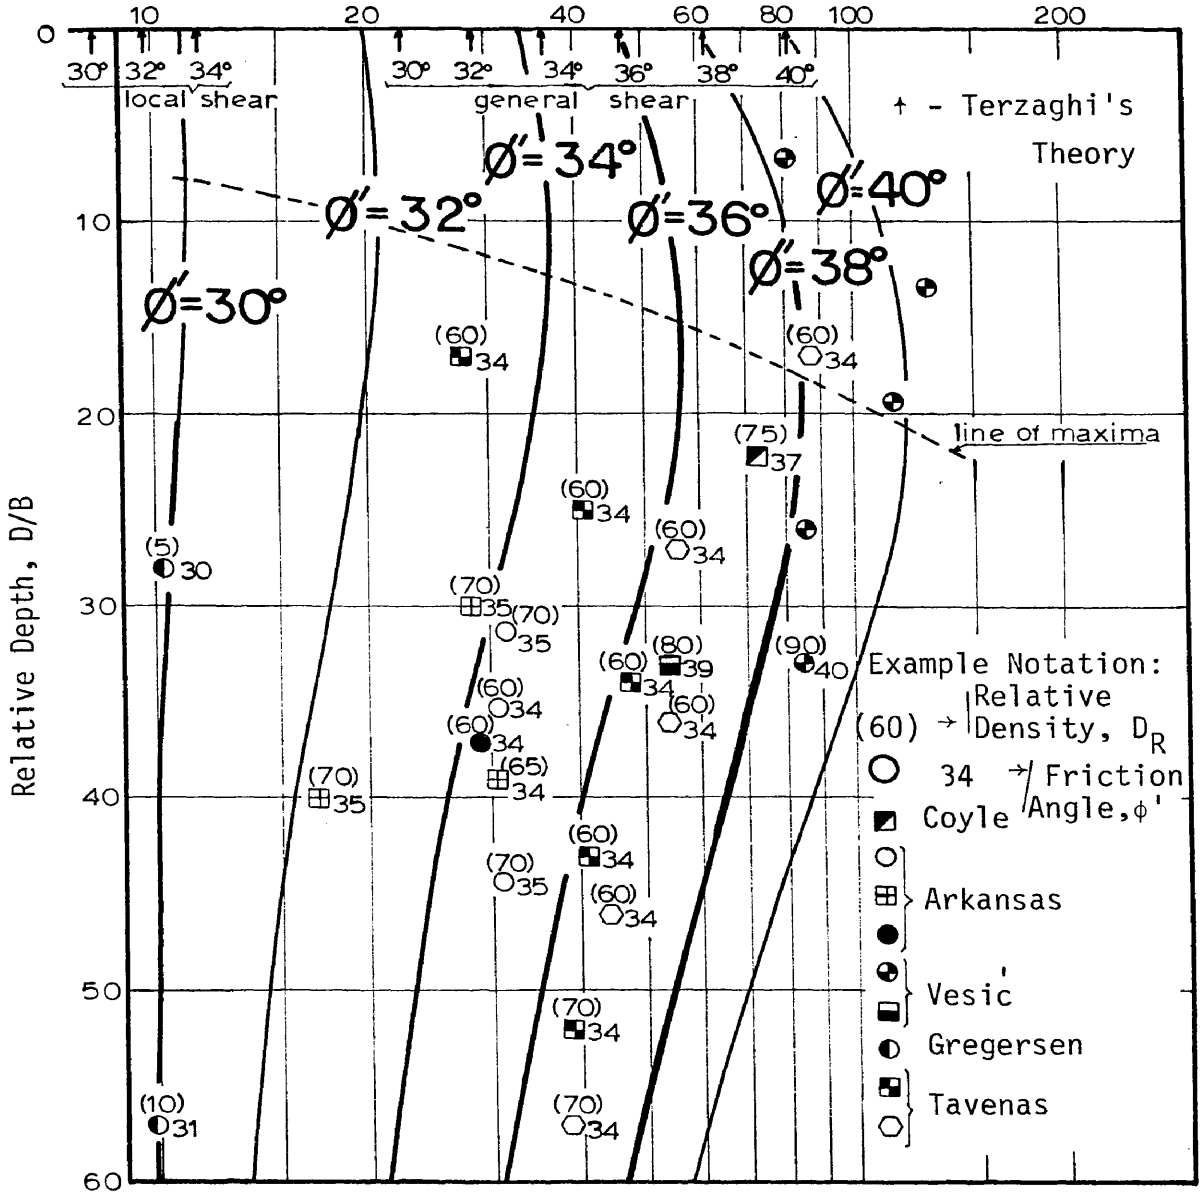 10 20 40 60 80 100 200
0
30° 32° 34° 30° 32° 34° 36° 38° 40°
local shear general shear
↑ - Terzaghi's
Theory
Ø''=34°
Ø''=40°
Ø''=32°
Ø''=36°
10
Ø''=38°
Ø''=30°
(60)
34
(60)
34
20
line of maxima
(75)
37
(60)
34
(60)
34
(5)
30
(70)
35
30
(70)
35
(80)
39
(90)
40
(60)
34
(60)
34
(60)
34
(60)
34
(65)
34
(70)
35
40
(60)
34
(70)
35
(60)
34
50
(70)
34
(10)
31
(70)
34
60
Relative Depth, D/B
Example Notation:
(60) → Relative
Density, D_R
34 → Friction
Angle, φ'
Coyle
Arkansas
Vesić
Gregersen
Tavenas